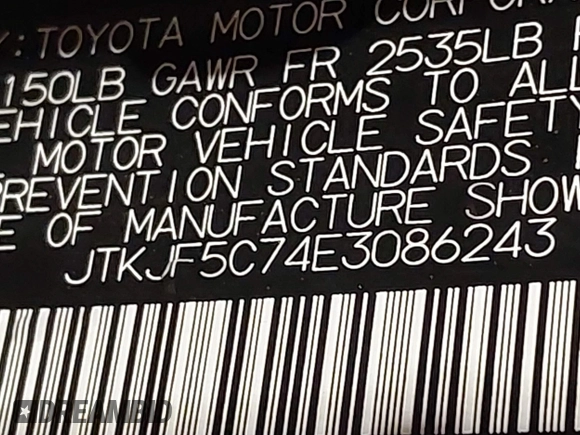 Y: TOYOTA MOTOR CORPORA
150LB GAWR FR 2535LB
EHICLE CONFORMS TO ALL
MOTOR VEHICLE SAFETY
PREVENTION STANDARDS
E OF MANUFACTURE SHOW
JTKJF5C74E3086243
DREAMBID